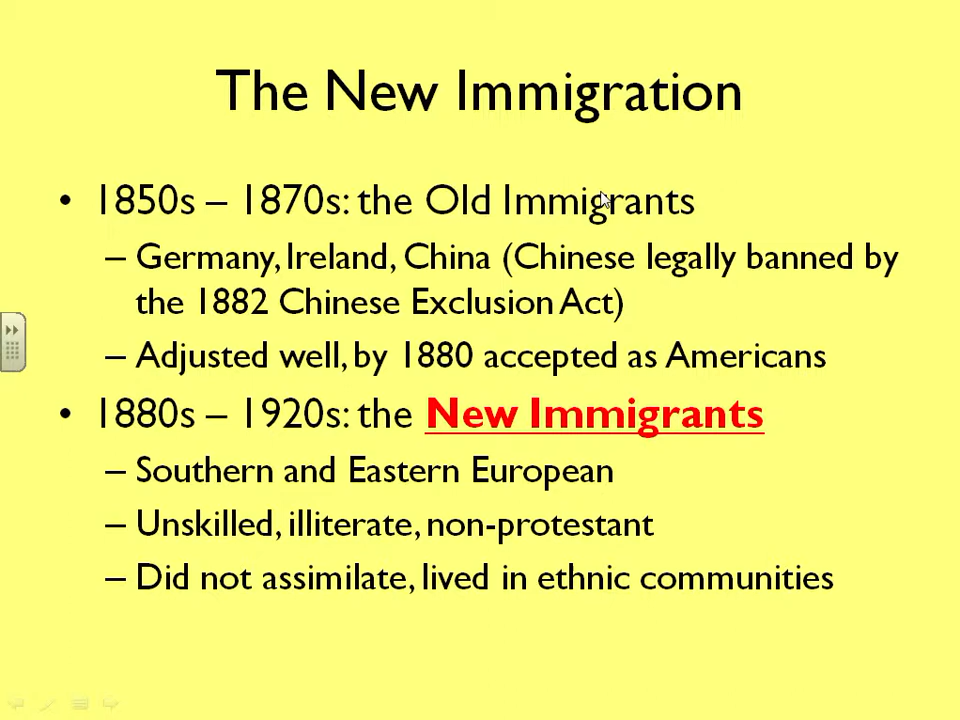 The New Immigration
• 1850s – 1870s: the Old Immigrants
– Germany, Ireland, China (Chinese legally banned by
the 1882 Chinese Exclusion Act)
– Adjusted well, by 1880 accepted as Americans
• 1880s – 1920s: the New Immigrants
– Southern and Eastern European
– Unskilled, illiterate, non-protestant
– Did not assimilate, lived in ethnic communities